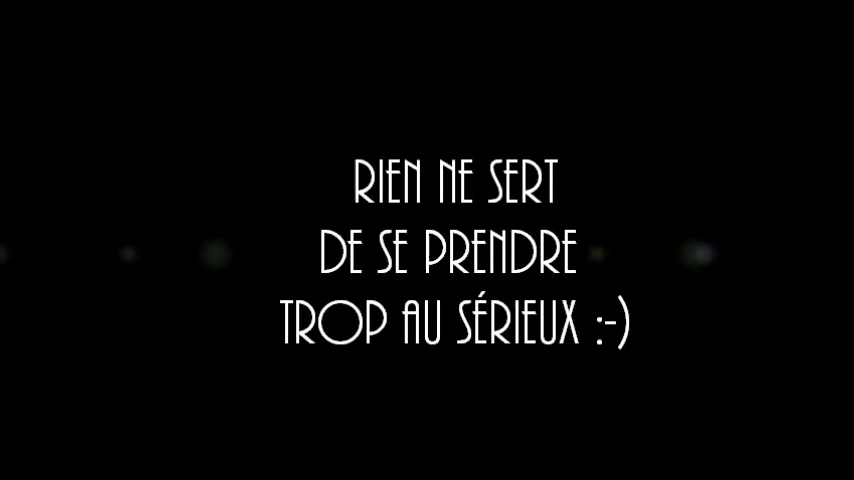 RIEN NE SERT
DE SE PRENDRE
TROP AU SÉRIEUX :-)